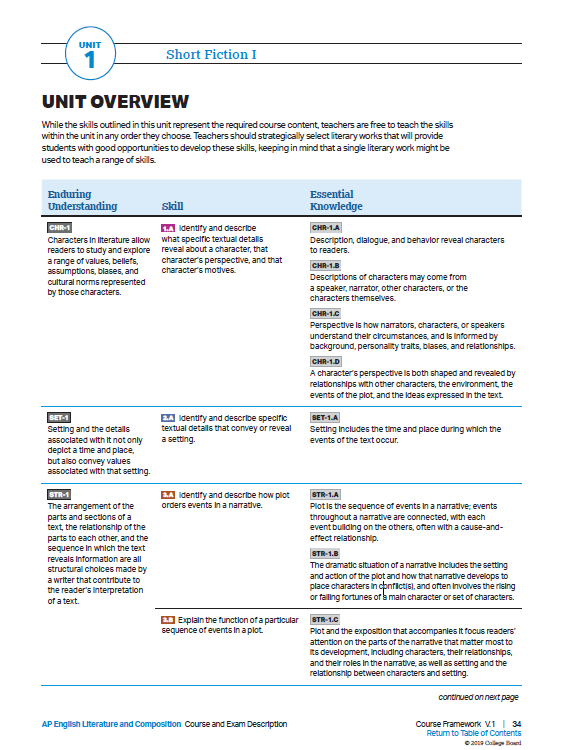 UNIT
1
Short Fiction I
UNIT OVERVIEW
While the skills outlined in this unit represent the required course content, teachers are free to teach the skills
within the unit in any order they choose. Teachers should strategically select literary works that will provide
students with good opportunities to develop these skills, keeping in mind that a single literary work might be
used to teach a range of skills.
Enduring
Understanding
Skill
Essential
Knowledge
CHR-1
Characters in literature allow
readers to study and explore
a range of values, beliefs,
assumptions, biases, and
cultural norms represented
by those characters.
1.A Identify and describe
what specific textual details
reveal about a character, that
character's perspective, and that
character's motives.
CHR-1.A
Description, dialogue, and behavior reveal characters
to readers.
CHR-1.B
Descriptions of characters may come from
a speaker, narrator, other characters, or the
characters themselves.
CHR-1.C
Perspective is how narrators, characters, or speakers
understand their circumstances, and is informed by
background, personality traits, biases, and relationships.
CHR-1.D
A character's perspective is both shaped and revealed by
relationships with other characters, the environment, the
events of the plot, and the ideas expressed in the text.
SET-1
Setting and the details
associated with it not only
depict a time and place,
but also convey values
associated with that setting.
2.A Identify and describe specific
textual details that convey or reveal
a setting.
SET-1.A
Setting includes the time and place during which the
events of the text occur.
STR-1
The arrangement of the
parts and sections of a
text, the relationship of the
parts to each other, and the
sequence in which the text
reveals information are all
structural choices made by
a writer that contribute to
the reader's interpretation
of a text.
3.A Identify and describe how plot
orders events in a narrative.
STR-1.A
Plot is the sequence of events in a narrative; events
throughout a narrative are connected, with each
event building on the others, often with a cause-and-
effect relationship.
STR-1.B
The dramatic situation of a narrative includes the setting
and action of the plot and how that narrative develops to
place characters in conflict(s), and often involves the rising
or falling fortunes of a main character or set of characters.
3.B Explain the function of a particular
sequence of events in a plot.
STR-1.C
Plot and the exposition that accompanies it focus readers'
attention on the parts of the narrative that matter most to
its development, including characters, their relationships,
and their roles in the narrative, as well as setting and the
relationship between characters and setting.
continued on next page
AP English Literature and Composition Course and Exam Description
Course Framework V.1 | 34
Return to Table of Contents
© 2019 College Board